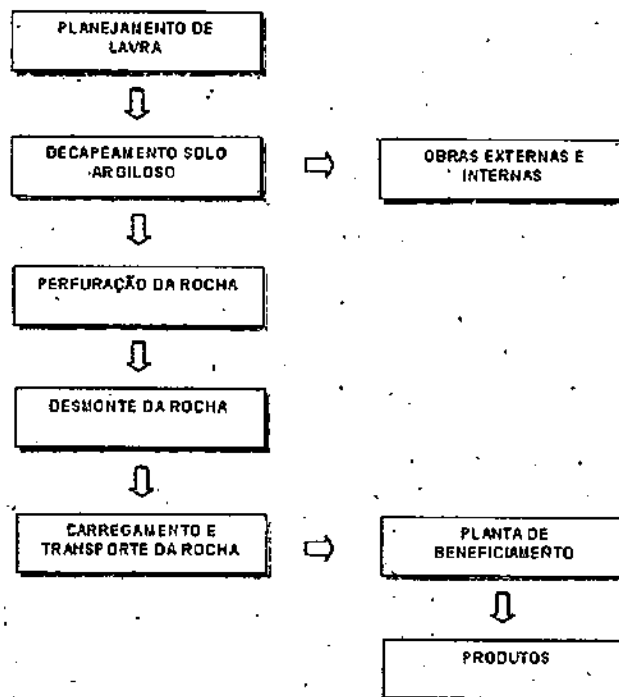 PLANEJAMENTO DE
LAVRA
DECAPEAMENTO SOLO
ARGILOSO
OBRAS EXTERNAS E
INTERNAS
PERFURAÇÃO DA ROCHA
DESMONTE DA ROCHA
CARREGAMENTO E
TRANSPORTE DA ROCHA
PLANTA DE
BENEFICIAMENTO
PRODUTOS